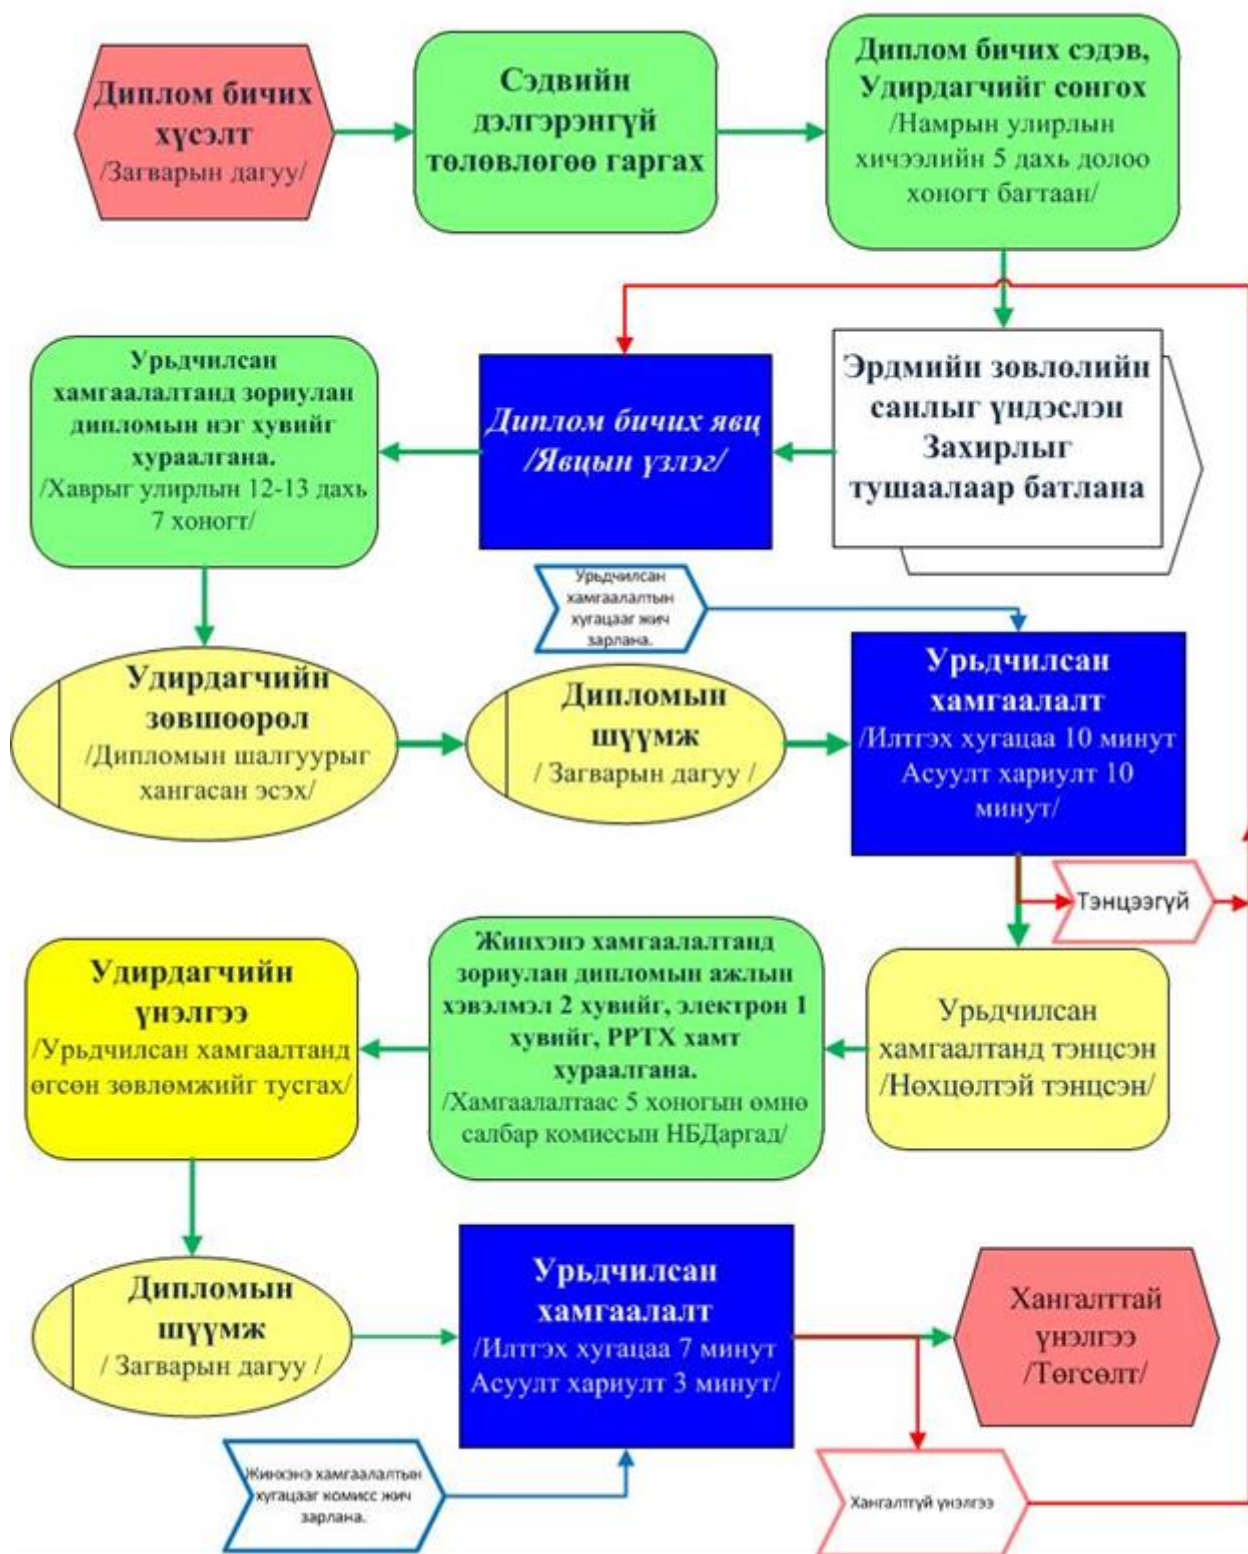 Диплом бичих
хүсэлт
/Загварын дагуу/
Сэдвийн
дэлгэрэнгүй
төлөвлөгөө гаргах
Диплом бичих сэдэв,
Удирдагчийг сонгох
/Намрын улирлын
хичээлийн 5 дахь долоо
хоногт багтаан/
Эрдмийн зөвлөлийн
санлыг үндэслэн
Захирлыг
тушаалаар батлана
Диплом бичих явц
/Явцын үзлэг/
Урьдчилсан
хамгаалалтанд зориулан
дипломын нэг хувийг
хураалгана.
/Хаврыг улирлын 12-13 дахь
7 хоногт/
Удирдагчийн
зөвшөөрөл
/Дипломын шалгуурыг
хангасан эсэх/
Дипломын
шүүмж
/ Загварын дагуу /
Урьдчилсан
хамгаалалтын
хугацааг жич
зарлана.
Урьдчилсан
хамгаалалт
/Илтгэх хугацаа 10 минут
Асуулт хариулт 10
минут/
Тэнцээгүй
Урьдчилсан
хамгаалтанд тэнцсэн
/Нөхцөлтэй тэнцсэн/
Жинхэнэ хамгаалалтанд
зориулан дипломын ажлын
хэвэлмэл 2 хувийг, электрон 1
хувийг, PPTX хамт
хураалгана.
/Хамгаалалтаас 5 хоногын өмнө
салбар комиссын НБДаргад/
Удирдагчийн
үнэлгээ
/Урьдчилсан хамгаалтанд
өгсөн зөвлөмжийг тусгах/
Дипломын
шүүмж
/ Загварын дагуу /
Урьдчилсан
хамгаалалт
/Илтгэх хугацаа 7 минут
Асуулт хариулт 3 минут/
Хангалттай
үнэлгээ
/Төгсөлт/
Жинхэнэ хамгаалалтын
хугацааг комисс жич
зарлана.
Хангалтгүй үнэлгээ